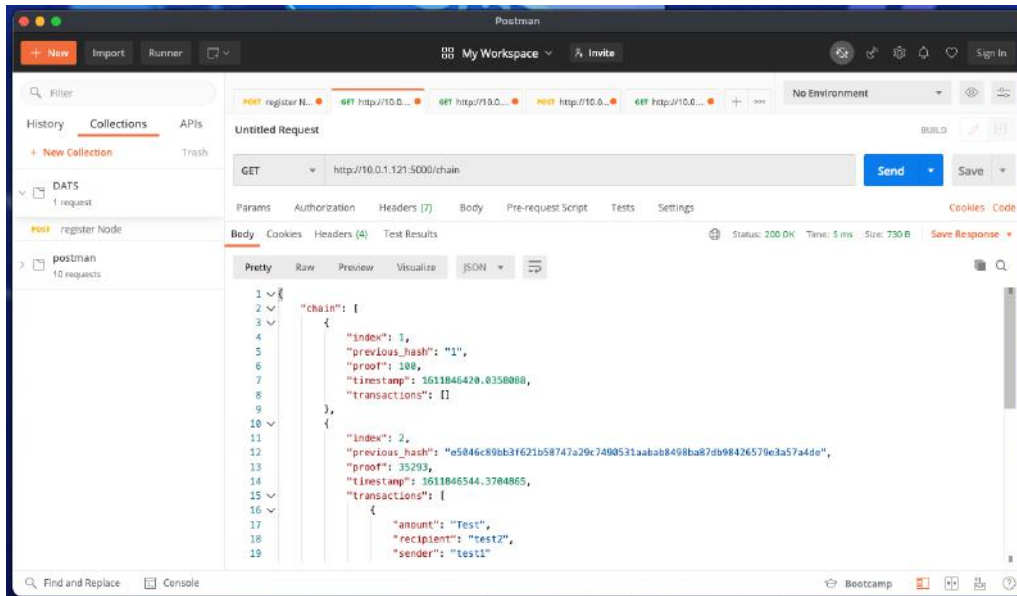 Postman
+ New Import Runner My Workspace Invite Sign In
Filter
History Collections APIs
+ New Collection Trash
DATS
1 request
POST register Node
postman
10 requests
POST register N... GET http://10.0... GET http://10.0... POST http://10.0... GET http://10.0... + ooo No Environment
Untitled Request BUILD
GET http://10.0.1.121:5000/chain Send Save
Params Authorization Headers (7) Body Pre-request Script Tests Settings Cookies Code
Body Cookies Headers (4) Test Results Status: 200 OK Time: 5 ms Size: 730 B Save Response
Pretty Raw Preview Visualize JSON
1 {
2 "chain": [
3 {
4 "index": 1,
5 "previous_hash": "1",
6 "proof": 100,
7 "timestamp": 1611846420.0358088,
8 "transactions": []
9 },
10 {
11 "index": 2,
12 "previous_hash": "e5046c89bb3f621b58747a29c7490531aabab8498ba87db98426579e3a57a4de",
13 "proof": 35293,
14 "timestamp": 1611846544.3704865,
15 "transactions": [
16 {
17 "amount": "Test",
18 "recipient": "test2",
19 "sender": "test1"
Find and Replace Console Bootcamp